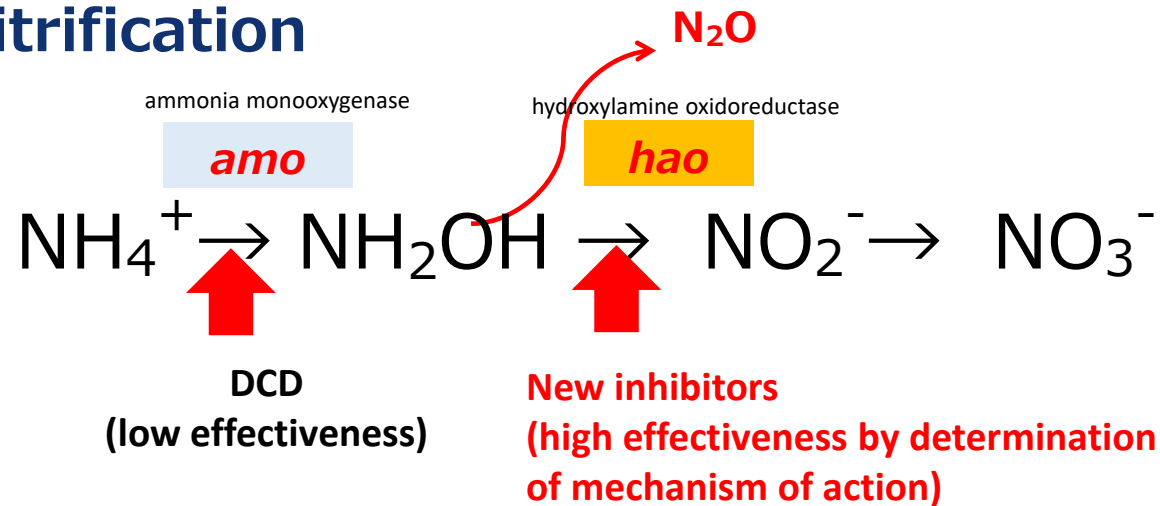 itrification
N₂O
ammonia monooxygenase
hydroxylamine oxidoreductase
amo
hao
NH₄⁺→ NH₂OH → NO₂⁻→ NO₃⁻
DCD
(low effectiveness)
New inhibitors
(high effectiveness by determination
of mechanism of action)